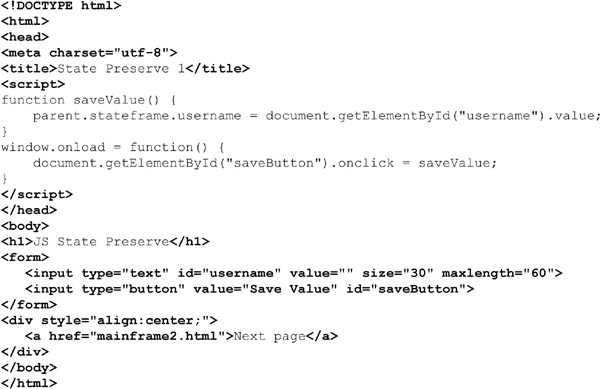 <!DOCTYPE html>
<html>
<head>
<meta charset="utf-8">
<title>State Preserve 1</title>
<script>
function saveValue() {
    parent.stateframe.username = document.getElementById("username").value;
}
window.onload = function() {
    document.getElementById("saveButton").onclick = saveValue;
}
</script>
</head>
<body>
<h1>JS State Preserve</h1>
<form>
   <input type="text" id="username" value="" size="30" maxlength="60">
   <input type="button" value="Save Value" id="saveButton">
</form>
<div style="align:center;">
   <a href="mainframe2.html">Next page</a>
</div>
</body>
</html>